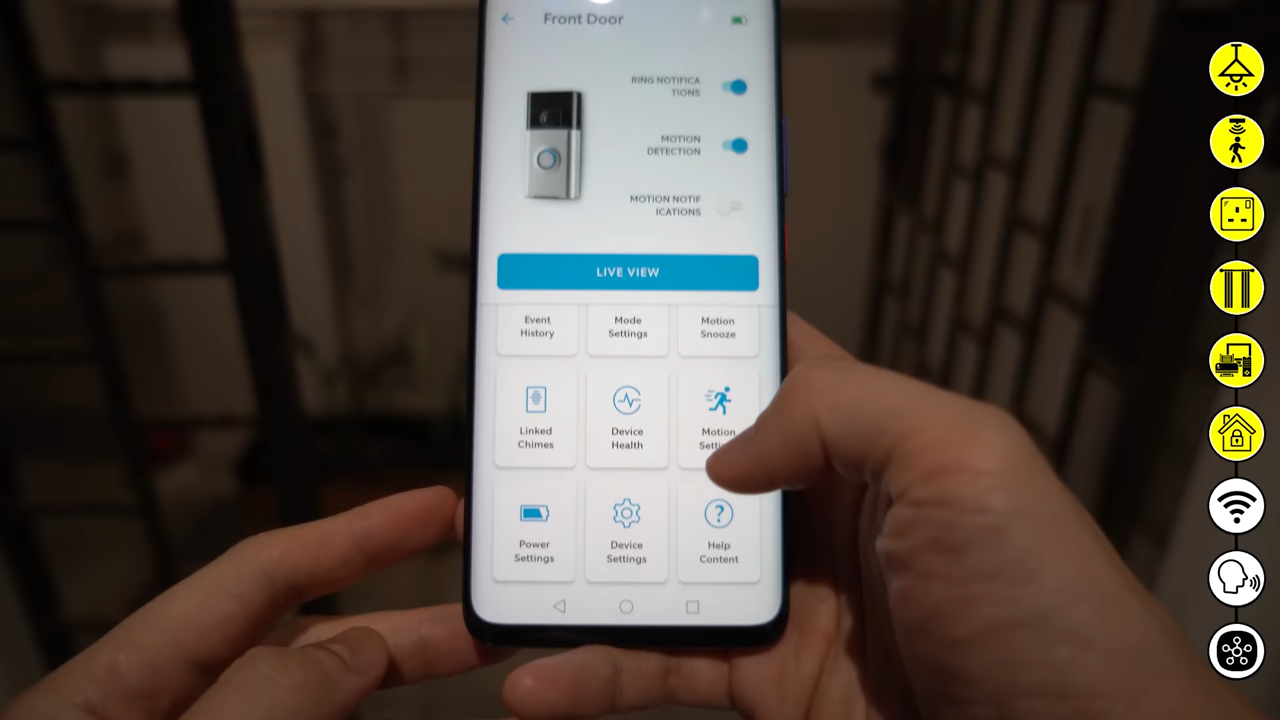 Front Door
RING NOTIFICA
TIONS
MOTION
DETECTION
MOTION NOTIF
ICATIONS
LIVE VIEW
Event
History
Mode
Settings
Motion
Snooze
Linked
Chimes
Device
Health
Motion
Power
Settings
Device
Settings
?
Help
Content